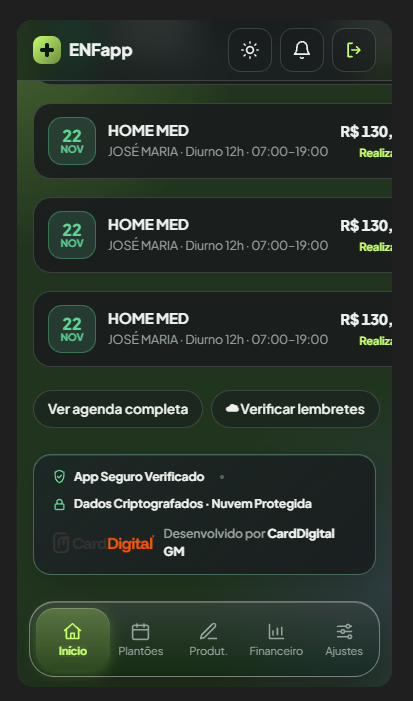 ENFapp
22
NOV
HOME MED
JOSÉ MARIA · Diurno 12h · 07:00–19:00
R$ 130,
Realiza
22
NOV
HOME MED
JOSÉ MARIA · Diurno 12h · 07:00–19:00
R$ 130,
Realiza
22
NOV
HOME MED
JOSÉ MARIA · Diurno 12h · 07:00–19:00
R$ 130,
Realiza
Ver agenda completa
Verificar lembretes
App Seguro Verificado
Dados Criptografados · Nuvem Protegida
CardDigital
Desenvolvido por CardDigital
GM
Início
Plantões
Produt.
Financeiro
Ajustes